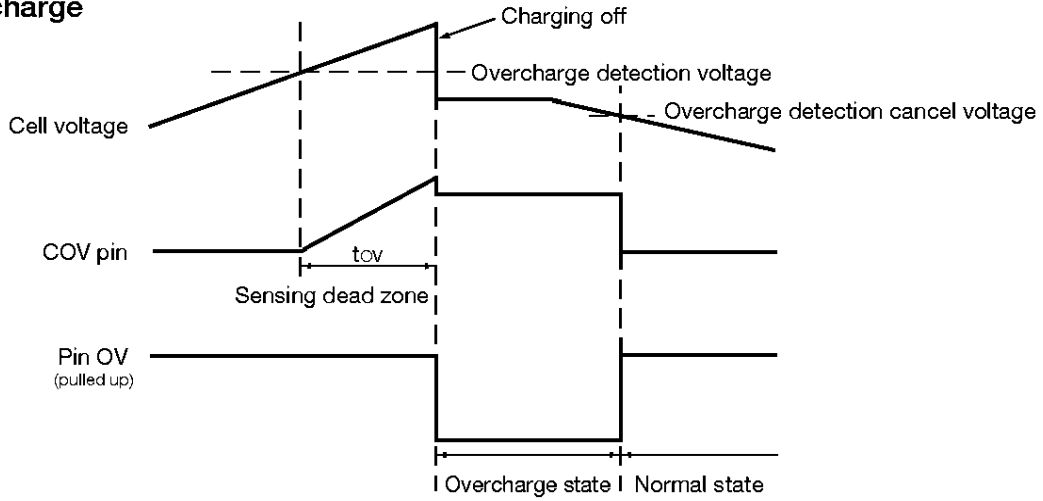 charge
Charging off
Overcharge detection voltage
Overcharge detection cancel voltage
Cell voltage
COV pin
tOV
Sensing dead zone
Pin OV
(pulled up)
Overcharge state
Normal state